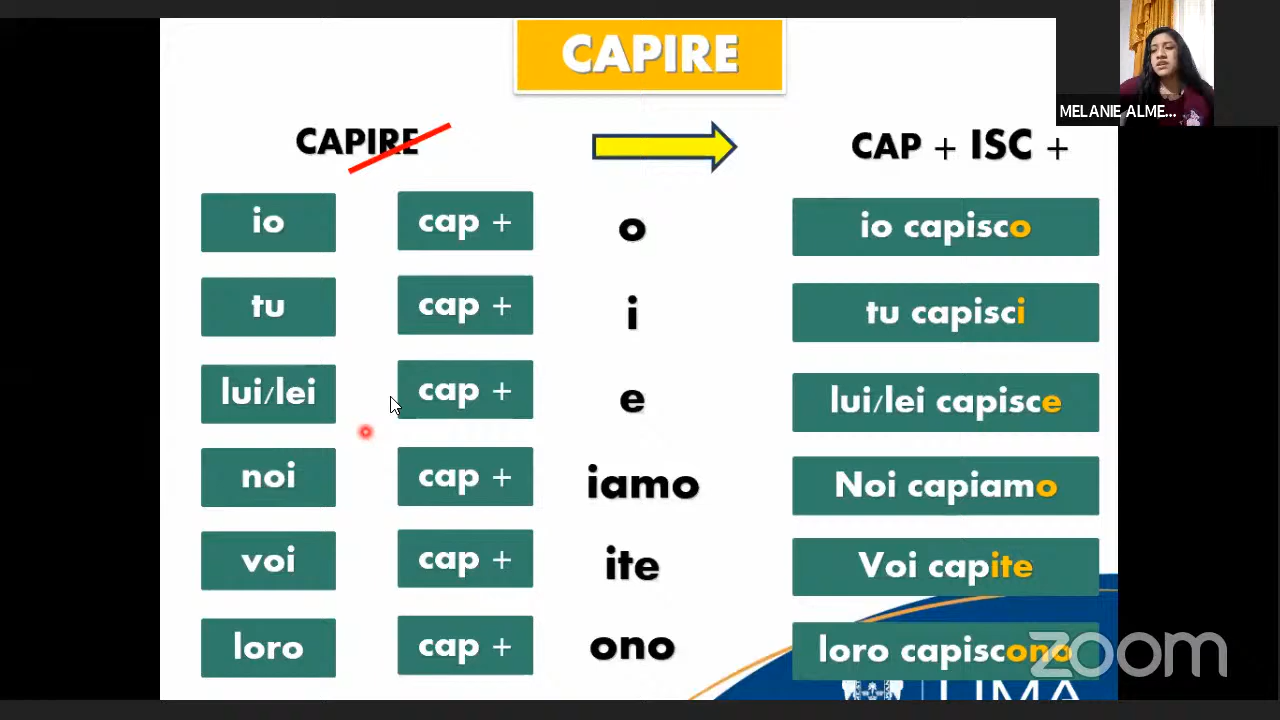 CAPIRE
MELANIE ALME...
CAPIRE
CAP + ISC +
io cap + o io capisco
tu cap + i tu capisci
lui/lei cap + e lui/lei capisce
noi cap + iamo Noi capiamo
voi cap + ite Voi capite
loro cap + ono loro capiscono
zoom
LIMA